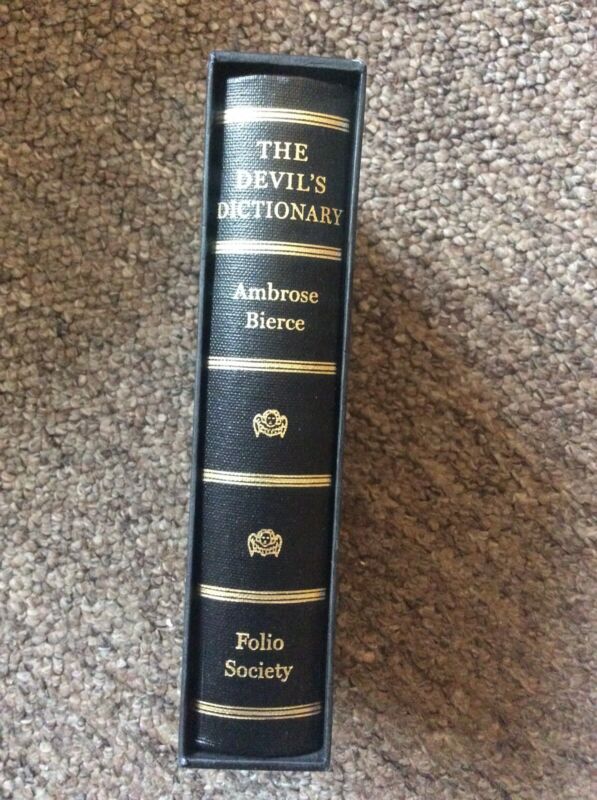 THE
DEVIL'S
DICTIONARY
Ambrose
Bierce
Folio
Society